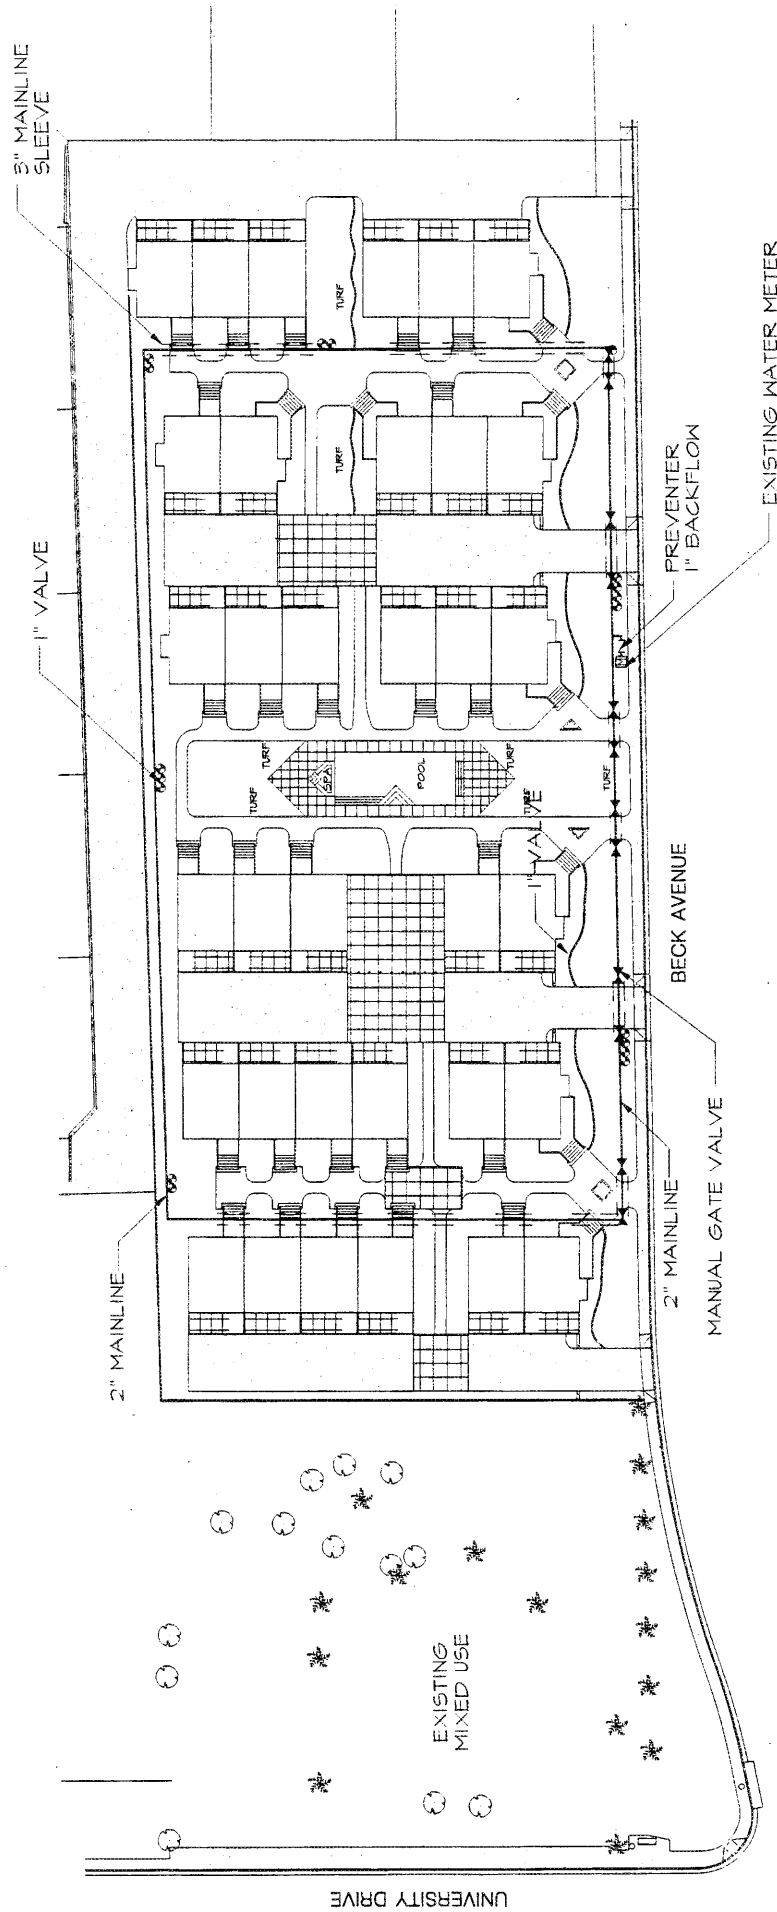 3" MAINLINE
SLEEVE
1" VALVE
2" MAINLINE
TURF
TURF
TURF
TURF
SPA
POOL
TURF
TURF
TURF
1" VALVE
PREVENTER
1" BACKFLOW
EXISTING WATER METER
BECK AVENUE
2" MAINLINE
MANUAL GATE VALVE
EXISTING
MIXED USE
UNIVERSITY DRIVE